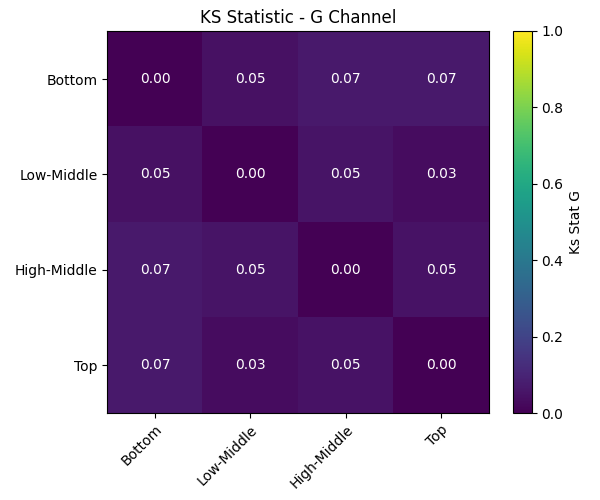 KS Statistic - G Channel
Bottom 0.00 0.05 0.07 0.07
Low-Middle 0.05 0.00 0.05 0.03
High-Middle 0.07 0.05 0.00 0.05
Top 0.07 0.03 0.05 0.00
Bottom Low-Middle High-Middle Top
1.0
0.8
0.6
0.4
0.2
0.0
Ks Stat G